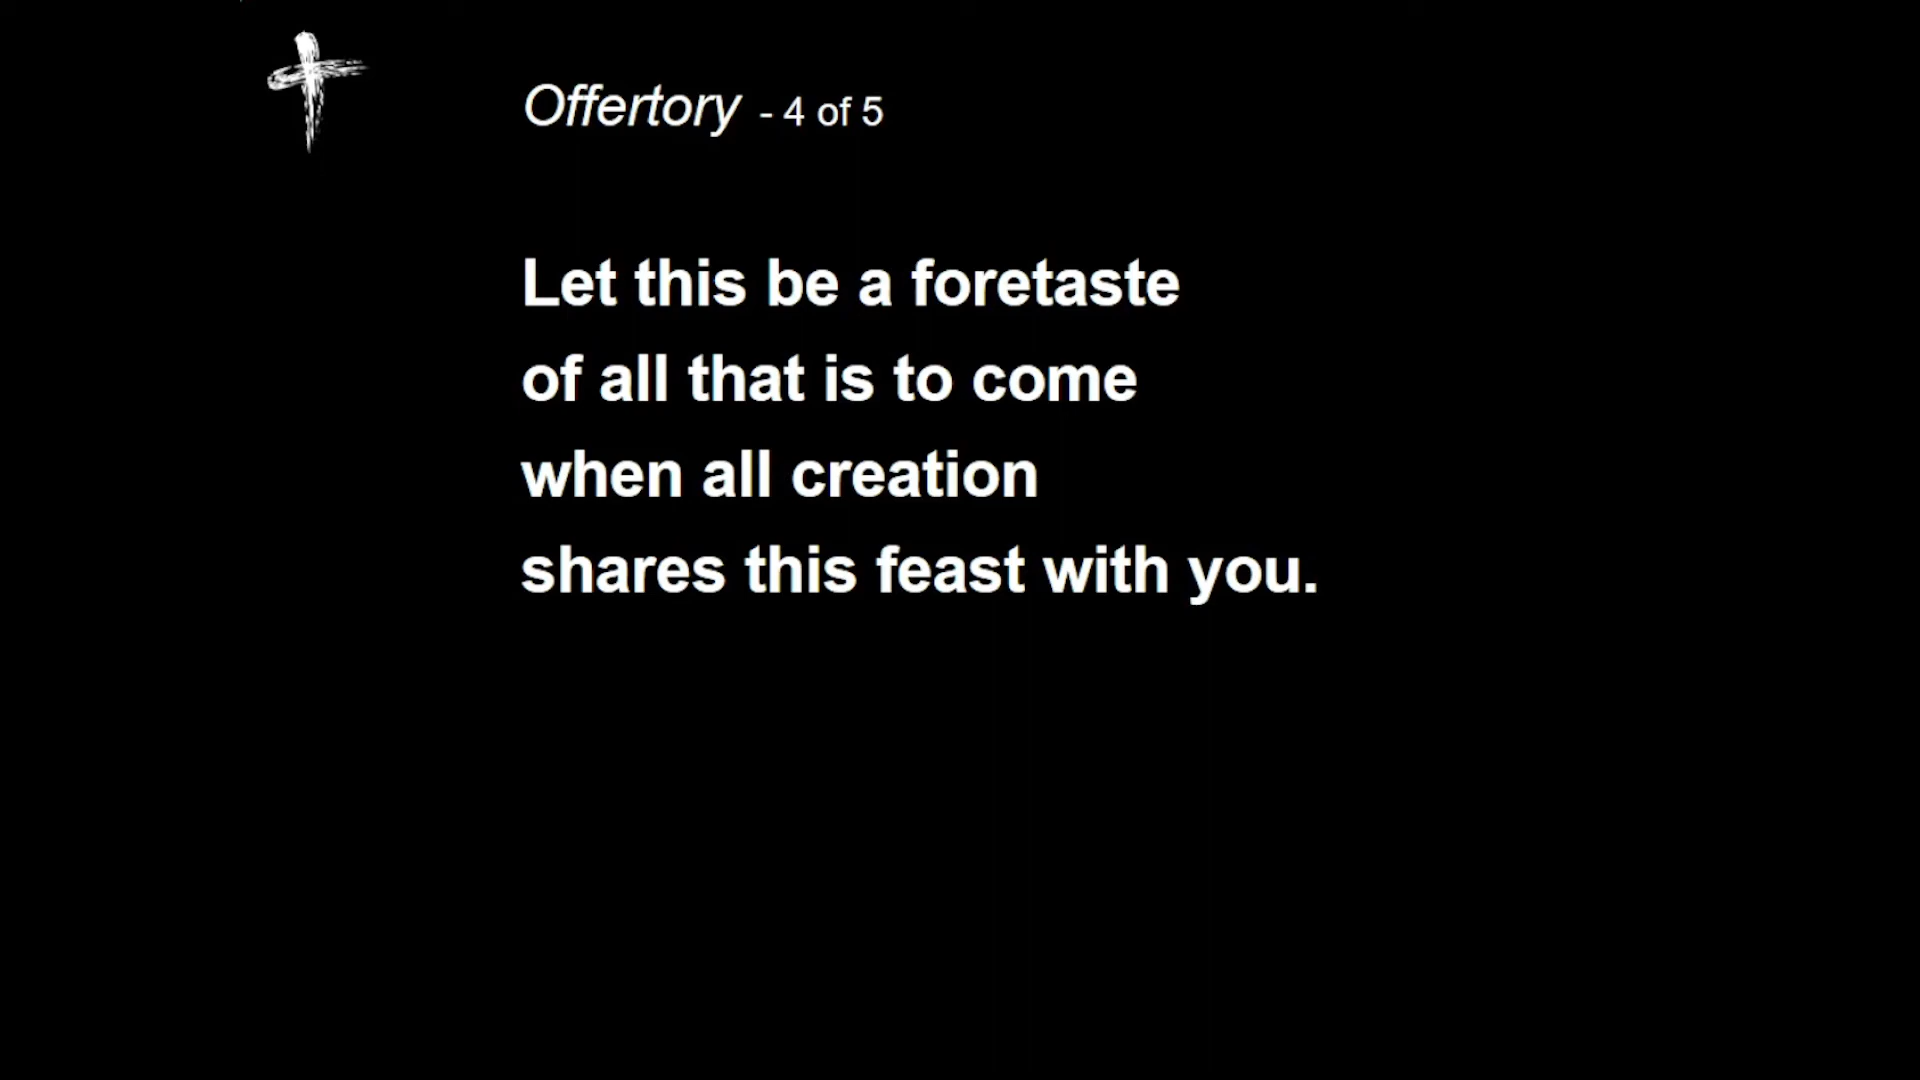 Offertory - 4 of 5
Let this be a foretaste
of all that is to come
when all creation
shares this feast with you.